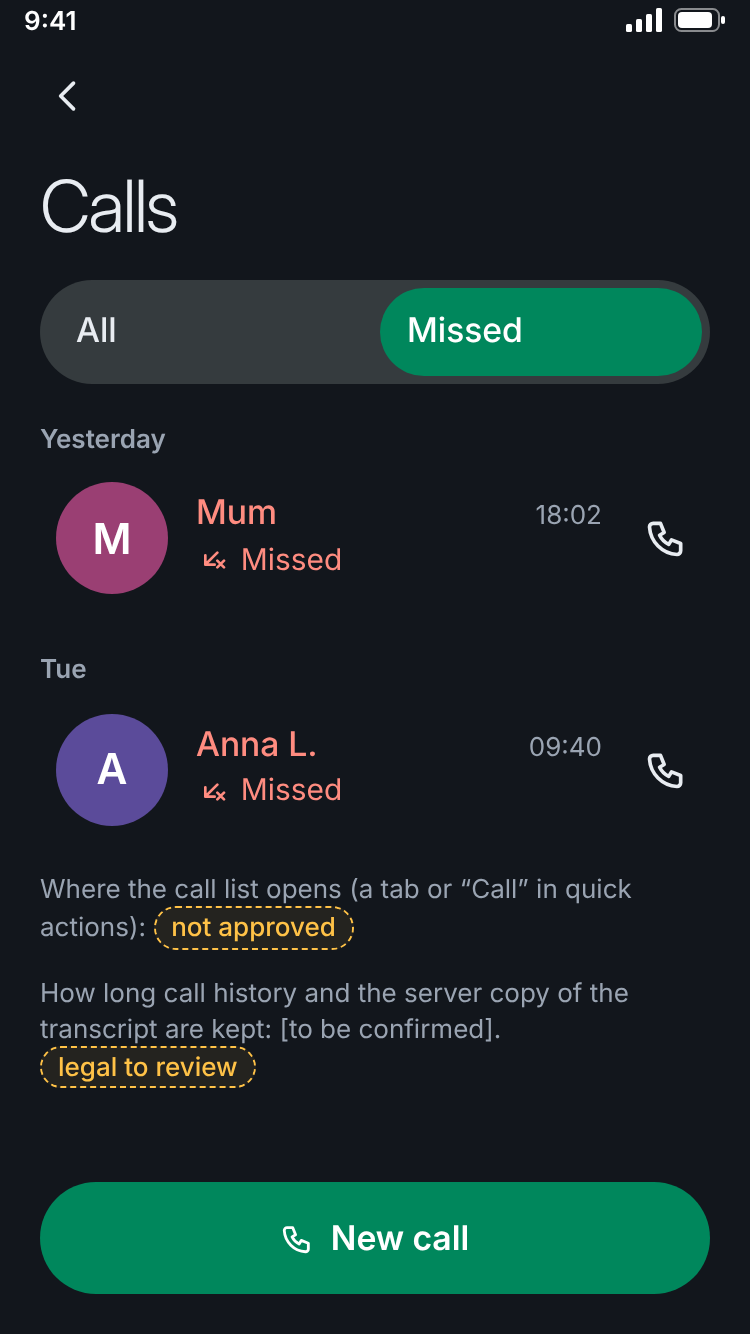 9:41
Calls
All
Missed
Yesterday
M
Mum
18:02
Missed
Tue
A
Anna L.
09:40
Missed
Where the call list opens (a tab or “Call” in quick
actions): not approved
How long call history and the server copy of the
transcript are kept: [to be confirmed].
legal to review
New call